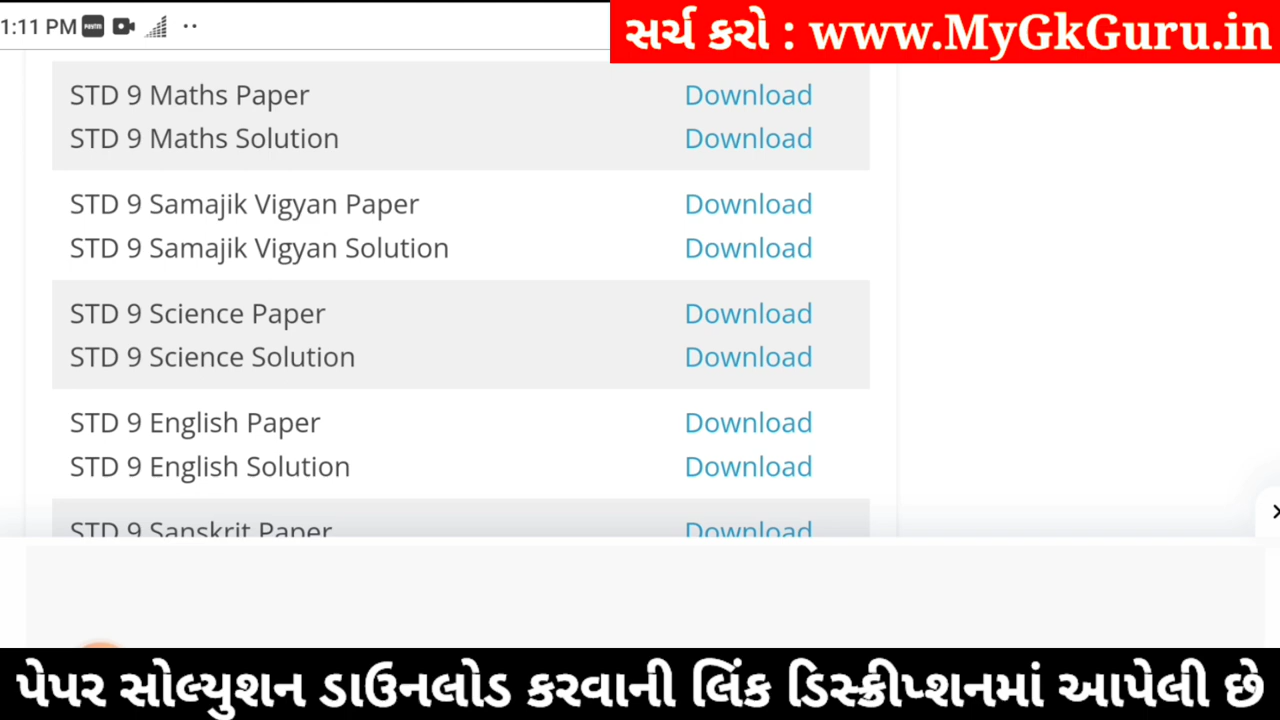 1:11 PM
સર્ચ કરો : www.MyGkGuru.in
STD 9 Maths Paper Download
STD 9 Maths Solution Download
STD 9 Samajik Vigyan Paper Download
STD 9 Samajik Vigyan Solution Download
STD 9 Science Paper Download
STD 9 Science Solution Download
STD 9 English Paper Download
STD 9 English Solution Download
STD 9 Sanskrit Paper Download
પેપર સોલ્યુશન ડાઉનલોડ કરવાની લિંક ડિસ્ક્રીપ્શનમાં આપેલી છે